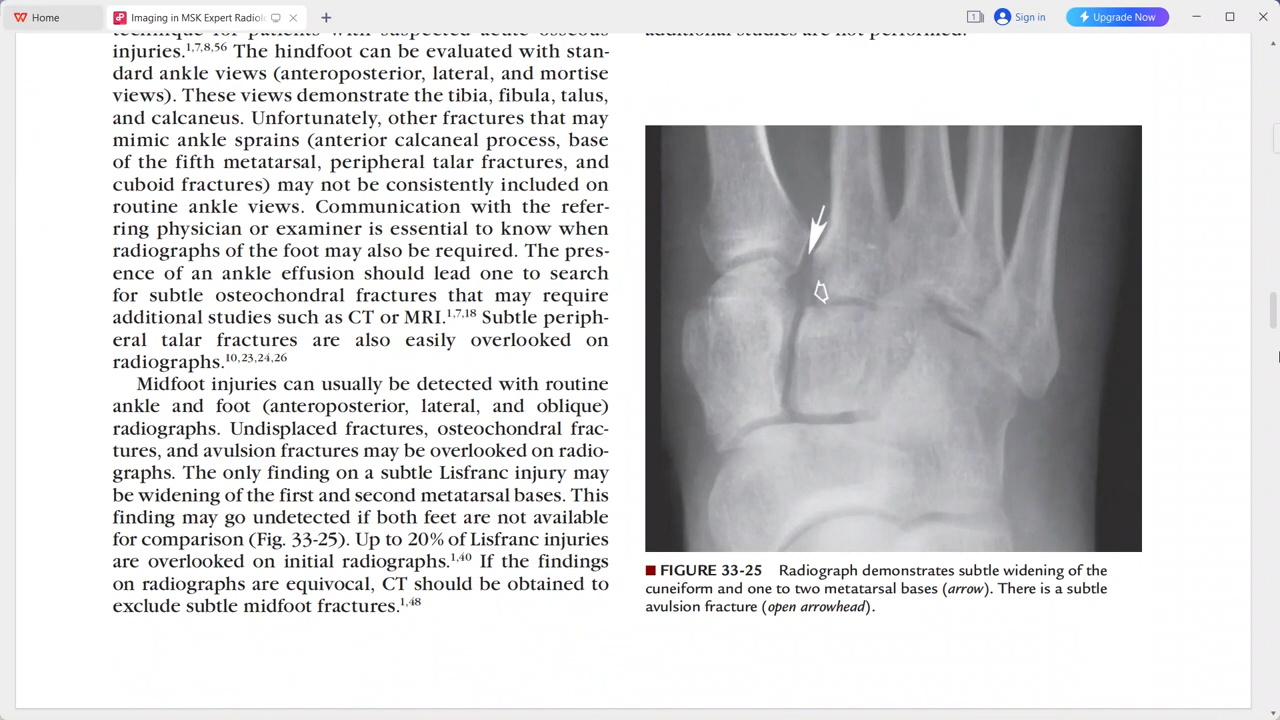 Home
Imaging in MSK Expert Radiol
Sign in
Upgrade Now
technique for patients with suspected acute osseous
injuries.1,7,8,56 The hindfoot can be evaluated with stan-
dard ankle views (anteroposterior, lateral, and mortise
views). These views demonstrate the tibia, fibula, talus,
and calcaneus. Unfortunately, other fractures that may
mimic ankle sprains (anterior calcaneal process, base
of the fifth metatarsal, peripheral talar fractures, and
cuboid fractures) may not be consistently included on
routine ankle views. Communication with the refer-
ring physician or examiner is essential to know when
radiographs of the foot may also be required. The pres-
ence of an ankle effusion should lead one to search
for subtle osteochondral fractures that may require
additional studies such as CT or MRI.1,7,18 Subtle periph-
eral talar fractures are also easily overlooked on
radiographs.10,23,24,26
Midfoot injuries can usually be detected with routine
ankle and foot (anteroposterior, lateral, and oblique)
radiographs. Undisplaced fractures, osteochondral frac-
tures, and avulsion fractures may be overlooked on radio-
graphs. The only finding on a subtle Lisfranc injury may
be widening of the first and second metatarsal bases. This
finding may go undetected if both feet are not available
for comparison (Fig. 33-25). Up to 20% of Lisfranc injuries
are overlooked on initial radiographs.1,40 If the findings
on radiographs are equivocal, CT should be obtained to
exclude subtle midfoot fractures.1,48
additional studies are not performed.
FIGURE 33-25 Radiograph demonstrates subtle widening of the
cuneiform and one to two metatarsal bases (arrow). There is a subtle
avulsion fracture (open arrowhead).